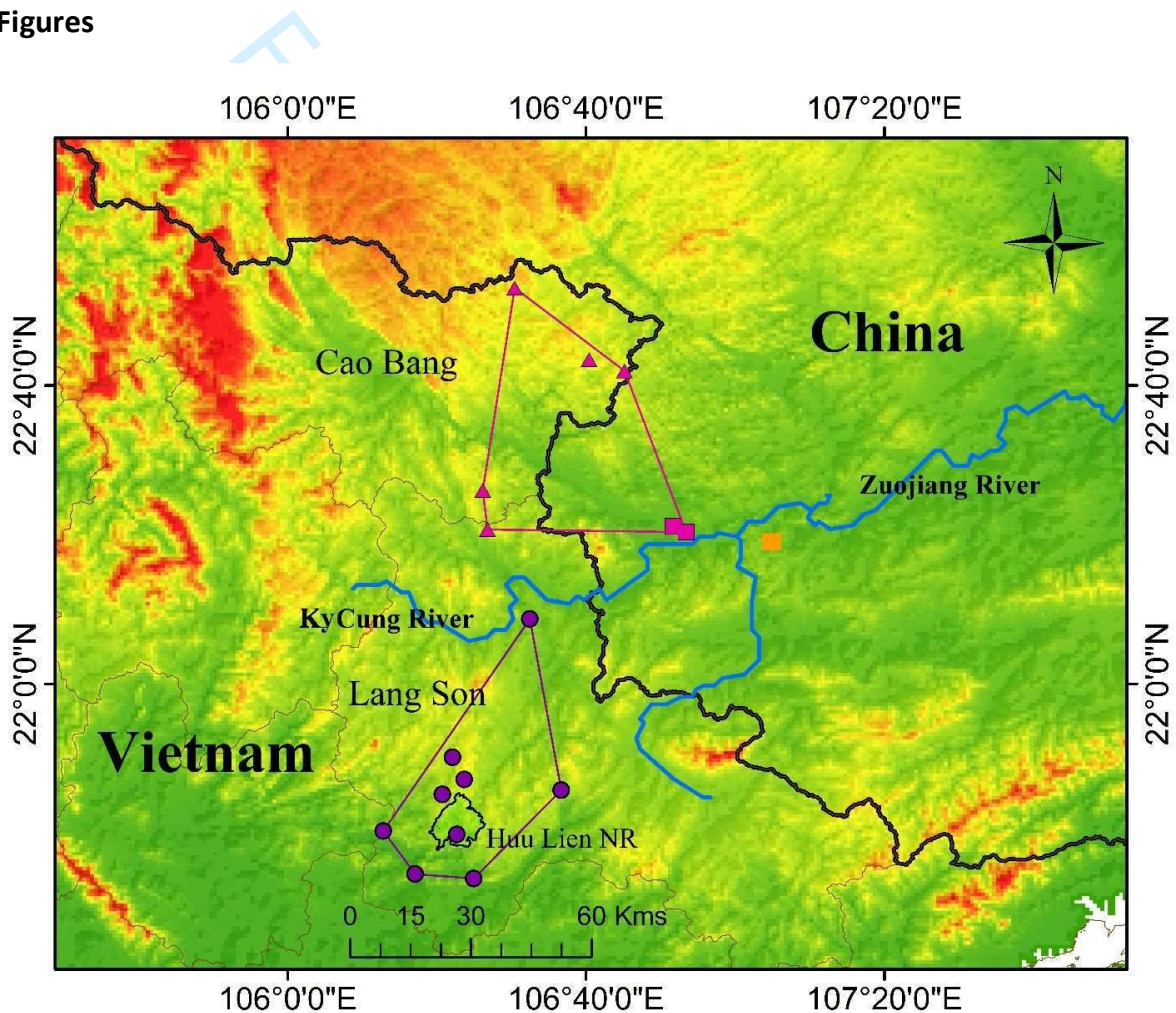 Figures
106°0'0"E 106°40'0"E 107°20'0"E
N
China
Cao Bang
22°40'0"N 22°40'0"N
Zuojiang River
KyCung River
22°0'0"N 22°0'0"N
Lang Son
Vietnam
Huu Lien NR
0 15 30 60 Kms
106°0'0"E 106°40'0"E 107°20'0"E